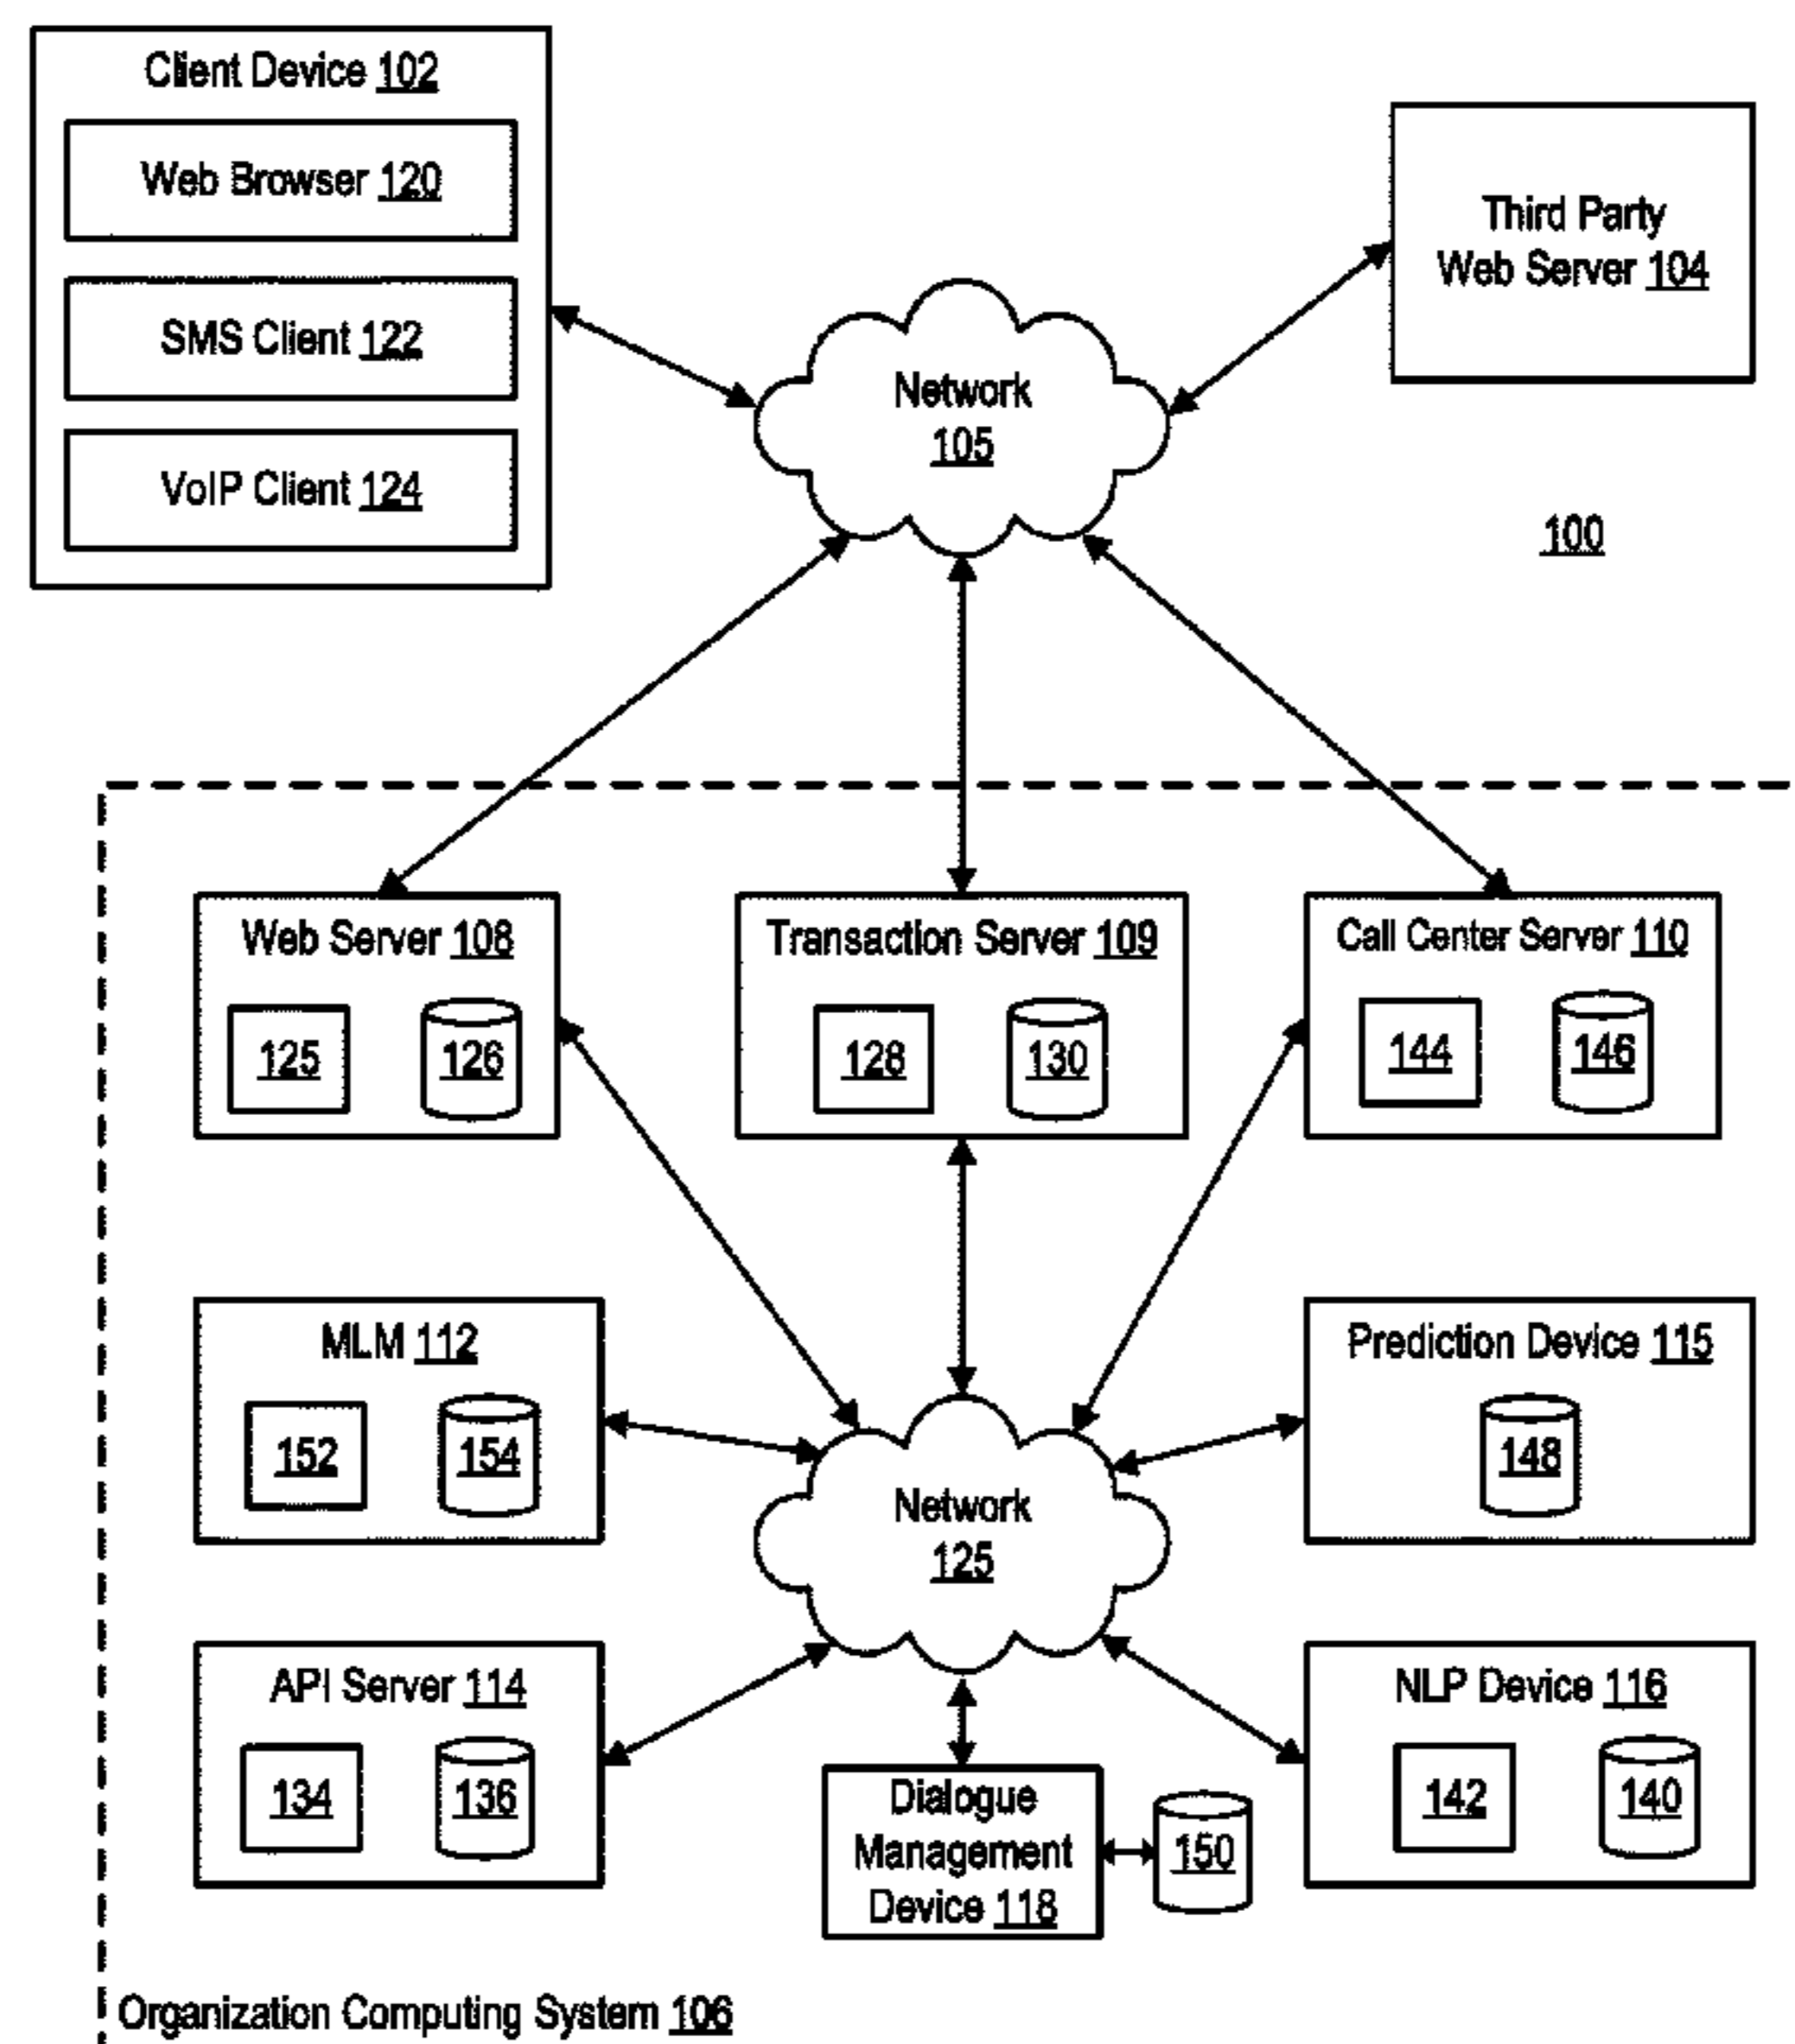 Client Device 102
Web Browser 120
SMS Client 122
VoIP Client 124
Third Party
Web Server 104
Network
105
100
Web Server 108
125
126
Transaction Server 109
128
130
Call Center Server 110
144
146
MLM 112
152
154
Prediction Device 115
148
Network
125
API Server 114
134
136
NLP Device 116
142
140
Dialogue
Management
Device 118
150
Organization Computing System 106